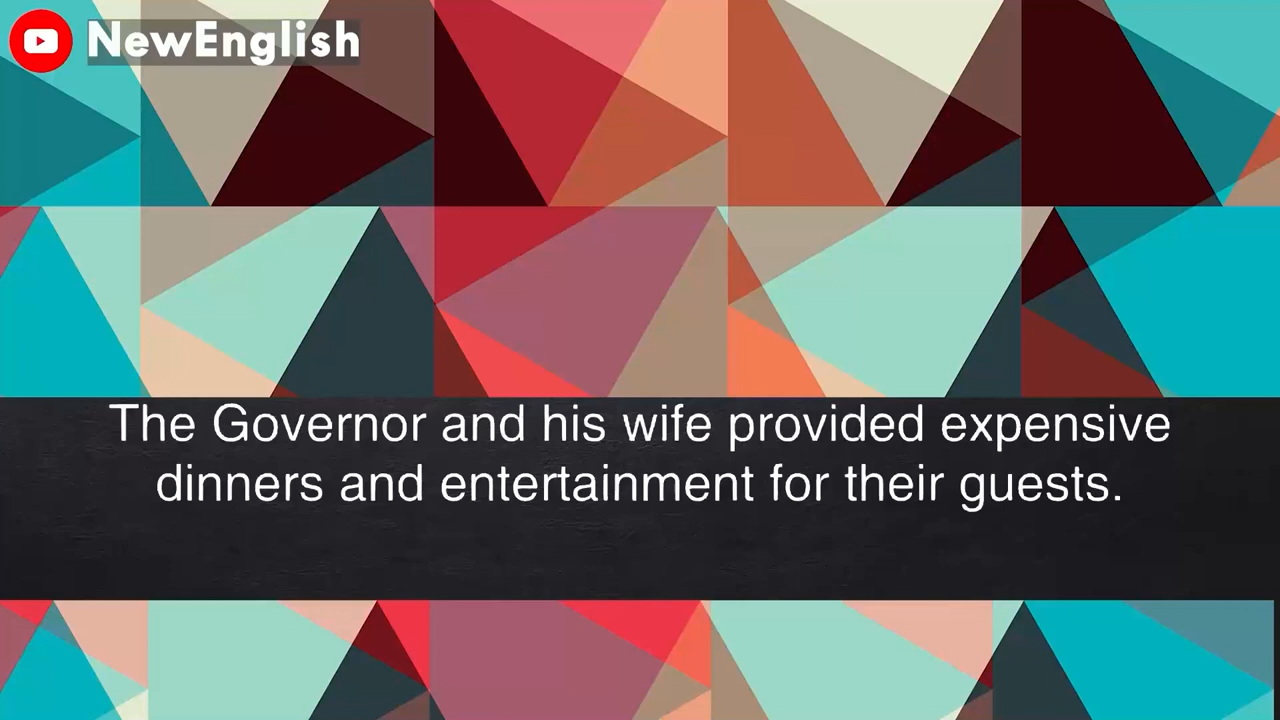 NewEnglish
The Governor and his wife provided expensive
dinners and entertainment for their guests.